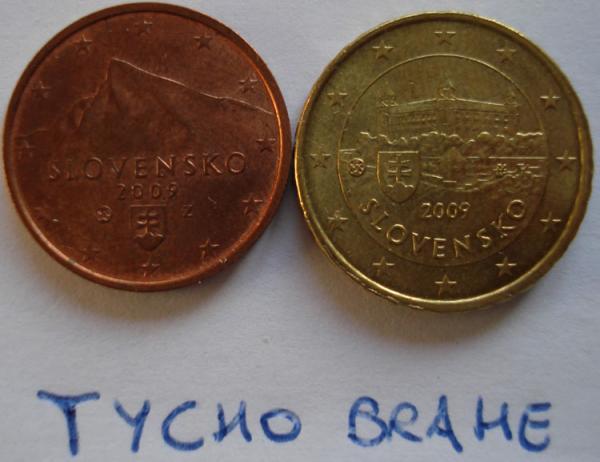 SLOVENSKO
2009
Z
2009
SLOVENSKO
TYCHO BRAHE